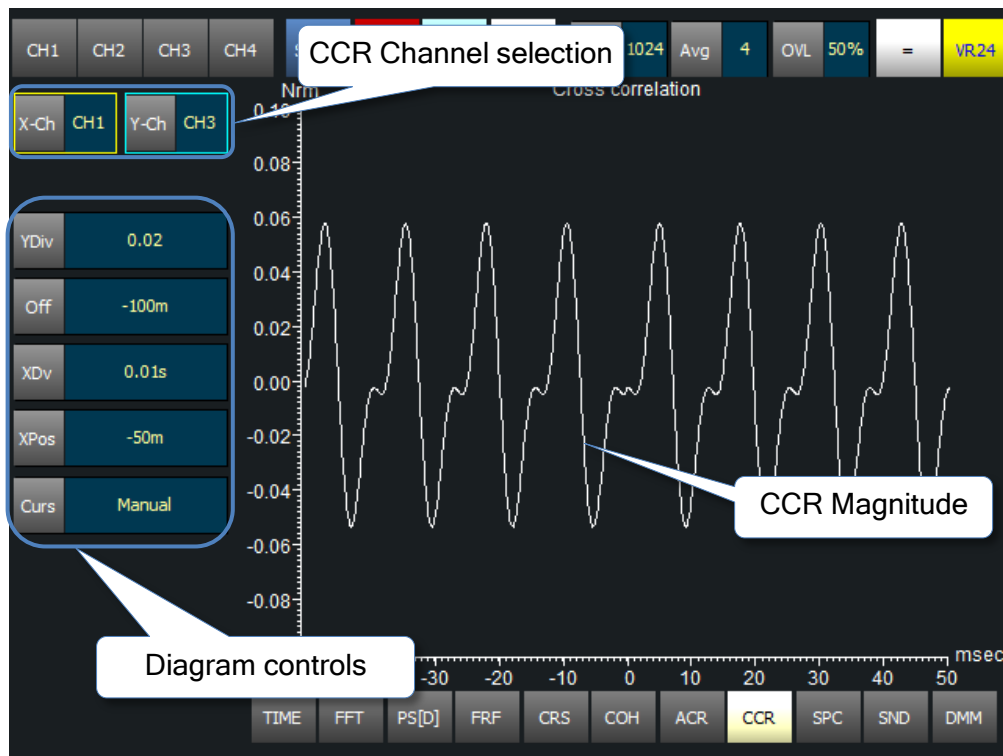 CH1 CH2 CH3 CH4 1024 Avg 4 OVL 50% = VR24
CCR Channel selection
X-Ch CH1 Y-Ch CH3
Nrm
Cross correlation
0.10
0.08
0.06
0.04
0.02
0.00
-0.02
-0.04
-0.06
-0.08
YDiv 0.02
Off -100m
XDv 0.01s
XPos -50m
Curs Manual
CCR Magnitude
Diagram controls
-30 -20 -10 0 10 20 30 40 50 msec
TIME FFT PS[D] FRF CRS COH ACR CCR SPC SND DMM